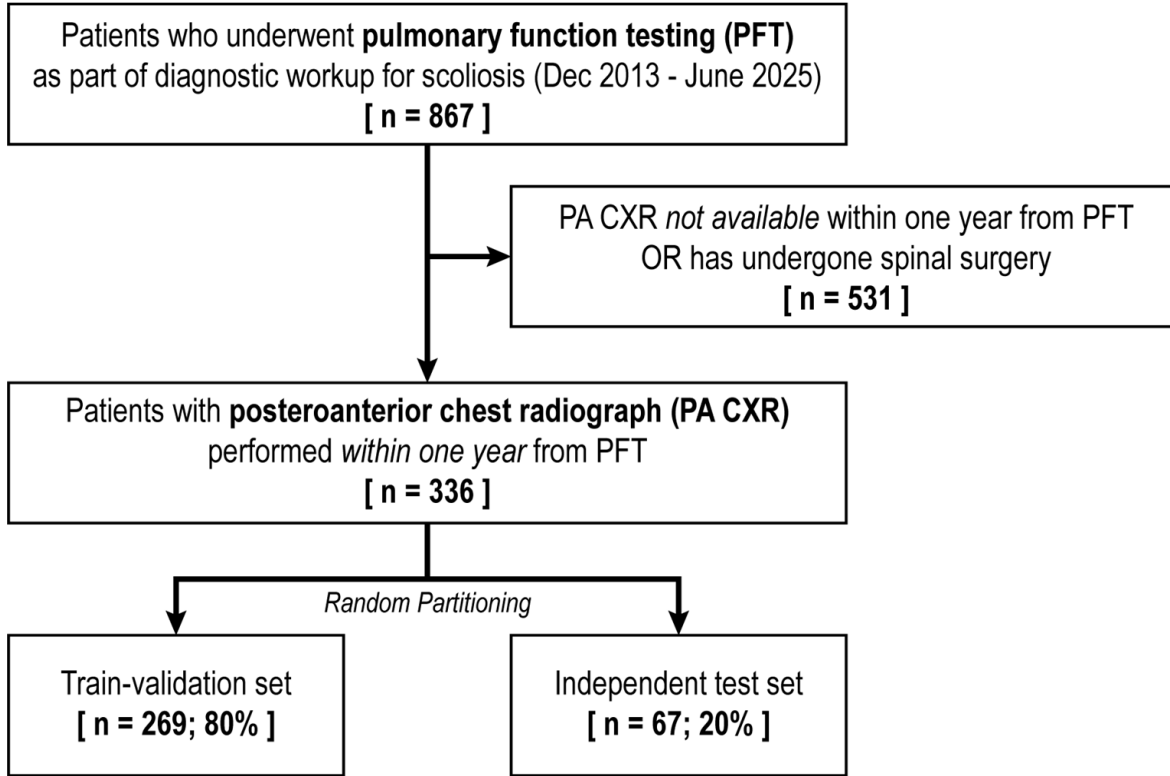 Patients who underwent pulmonary function testing (PFT)
as part of diagnostic workup for scoliosis (Dec 2013 - June 2025)
[ n = 867 ]
PA CXR not available within one year from PFT
OR has undergone spinal surgery
[ n = 531 ]
Patients with posteroanterior chest radiograph (PA CXR)
performed within one year from PFT
[ n = 336 ]
Random Partitioning
Train-validation set
[ n = 269; 80% ]
Independent test set
[ n = 67; 20% ]